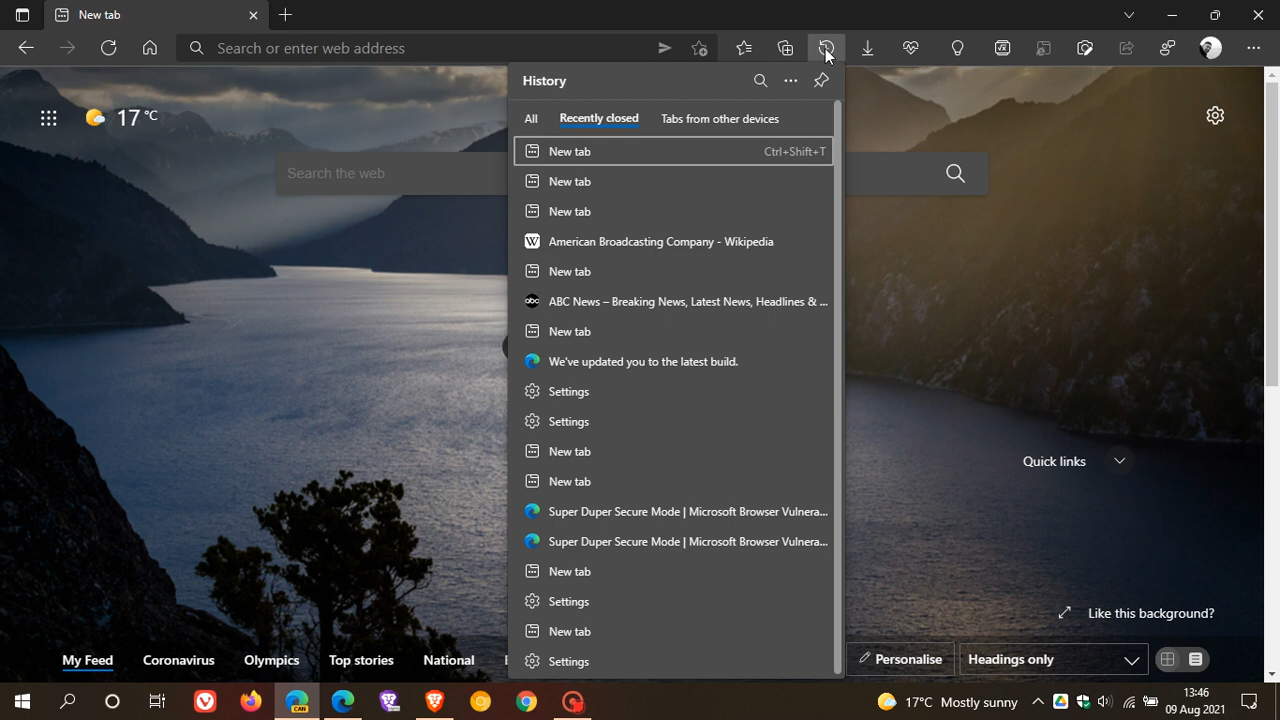 New tab
Search or enter web address
History
17 °C
All Recently closed Tabs from other devices
Search the web
New tab Ctrl+Shift+T
New tab
New tab
American Broadcasting Company - Wikipedia
New tab
abc ABC News – Breaking News, Latest News, Headlines & ...
New tab
We've updated you to the latest build.
Settings
Settings
New tab
Quick links
New tab
Super Duper Secure Mode | Microsoft Browser Vulnera...
Super Duper Secure Mode | Microsoft Browser Vulnera...
New tab
Settings
Like this background?
New tab
Settings
My Feed Coronavirus Olympics Top stories National
Personalise Headings only
CAN
17°C Mostly sunny
13:46
09 Aug 2021